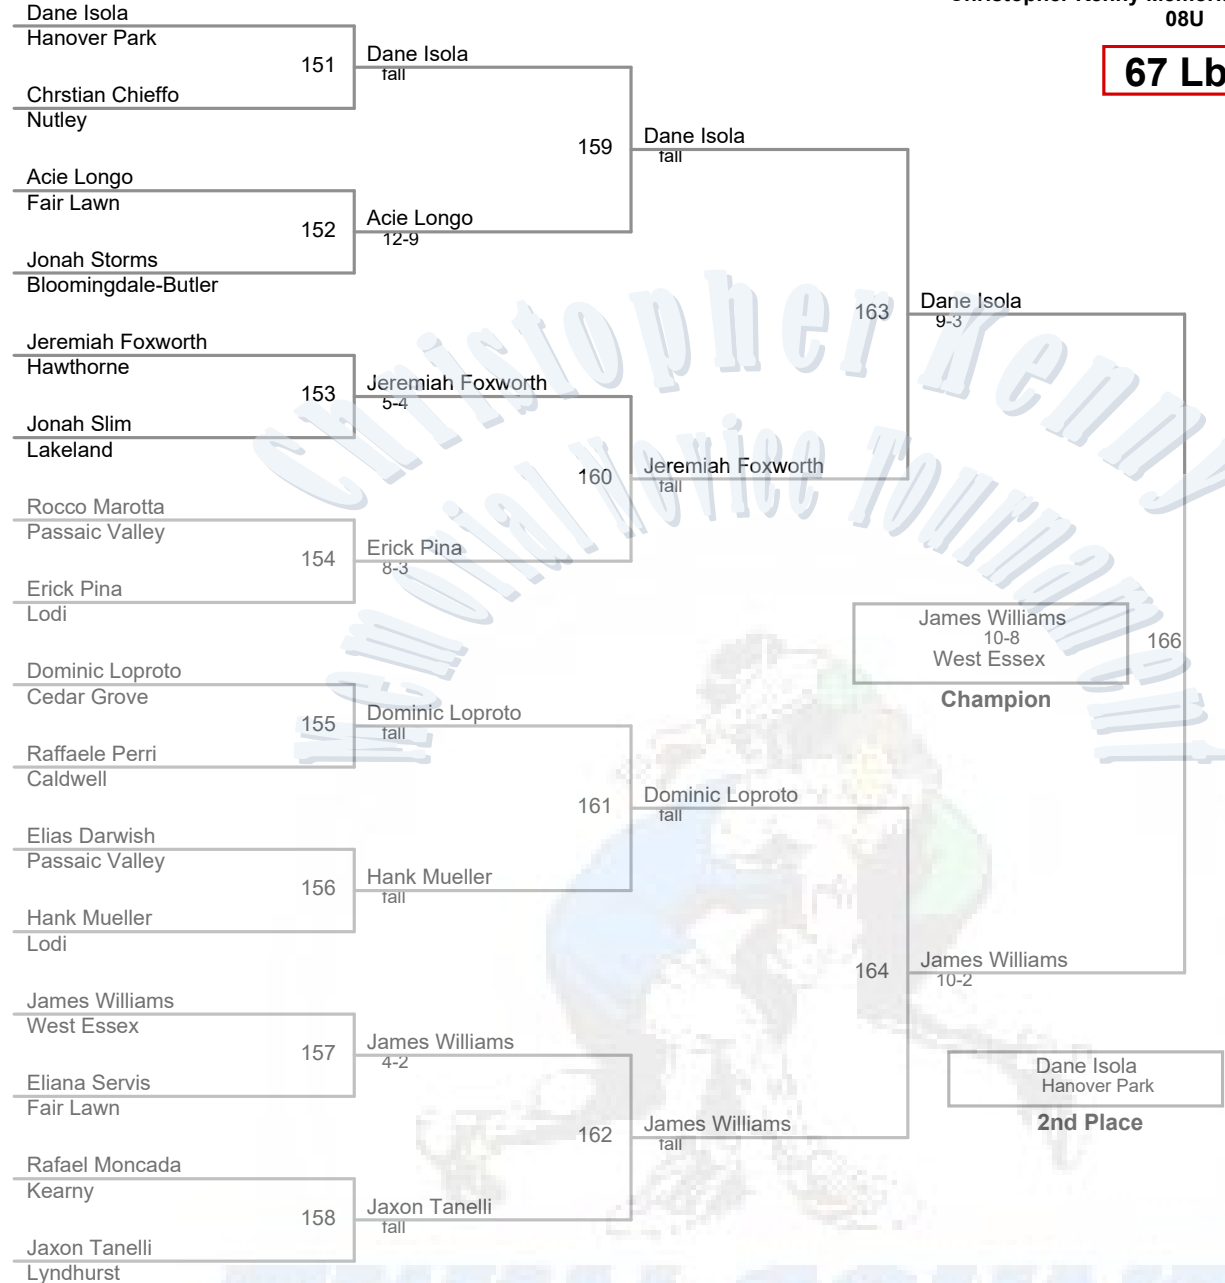 08U
67 Lb
Dane Isola
Hanover Park
151
Chrstian Chieffo
Nutley
Dane Isola
fall
159
Acie Longo
Fair Lawn
152
Jonah Storms
Bloomingdale-Butler
Acie Longo
12-9
Dane Isola
fall
163
Jeremiah Foxworth
Hawthorne
153
Jonah Slim
Lakeland
Jeremiah Foxworth
5-4
160
Rocco Marotta
Passaic Valley
154
Erick Pina
Lodi
Erick Pina
8-3
Jeremiah Foxworth
fall
Dane Isola
9-3
166
Dominic Loproto
Cedar Grove
155
Raffaele Perri
Caldwell
Dominic Loproto
fall
161
Elias Darwish
Passaic Valley
156
Hank Mueller
Lodi
Hank Mueller
fall
Dominic Loproto
fall
164
James Williams
West Essex
157
Eliana Servis
Fair Lawn
James Williams
4-2
162
Rafael Moncada
Kearny
158
Jaxon Tanelli
Lyndhurst
Jaxon Tanelli
fall
James Williams
fall
James Williams
10-2
James Williams
10-8
West Essex
Champion
Dane Isola
Hanover Park
2nd Place
Christopher Kenny
Memorial Novice Tournament